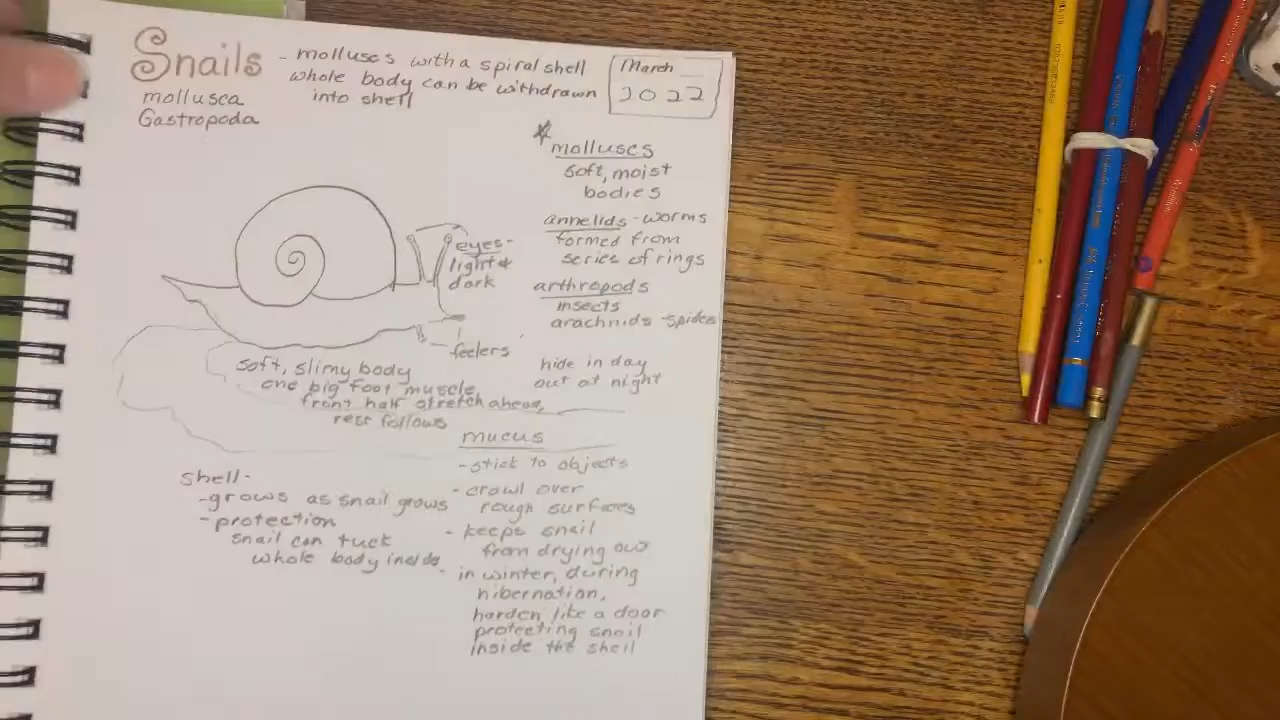 Snails
mollusca
Gastropoda
- molluscs with a spiral shell
whole body can be withdrawn
into shell
March
2022
*
molluscs
soft, moist
bodies
annelids - worms
formed from
series of rings
arthropods
insects
arachnids - spiders
eyes-
light &
dark
feelers
hide in day
out at night
soft, slimy body
one big foot muscle,
front half stretch ahead,
rest follows
mucus
- stick to objects
- crawl over
rough surfaces
- keeps snail
from drying out
- in winter, during
hibernation,
harden like a door
protecting snail
inside the shell
shell-
- grows as snail grows
- protection
snail can tuck
whole body inside